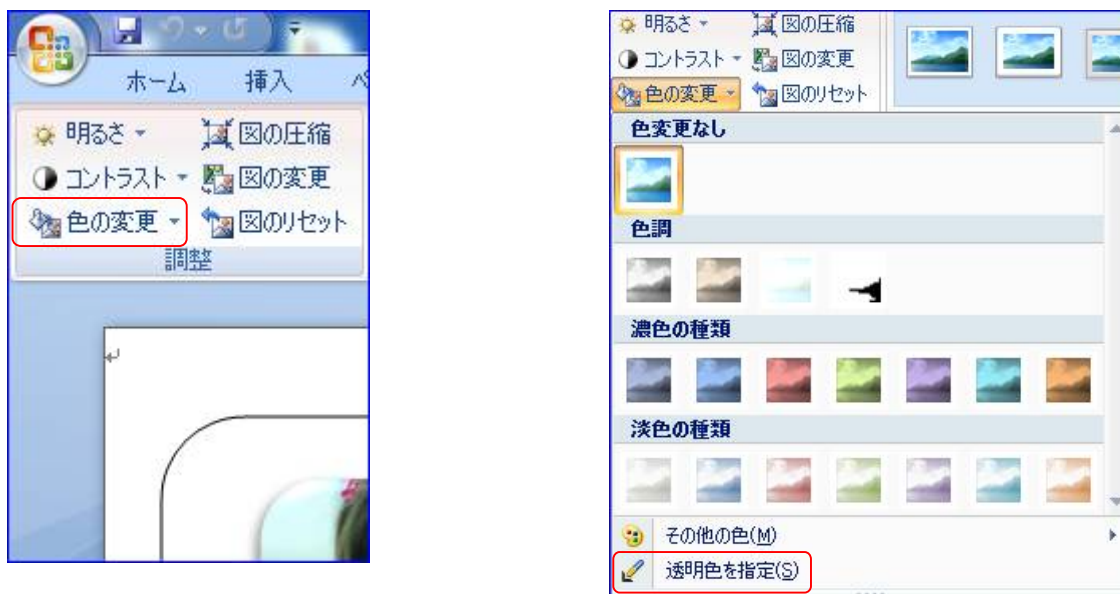 ホーム 挿入
明るさ 図の圧縮
コントラスト 図の変更
色の変更 図のリセット
調整
明るさ 図の圧縮
コントラスト 図の変更
色の変更 図のリセット
色変更なし
色調
濃色の種類
淡色の種類
その他の色(M)
透明色を指定(S)